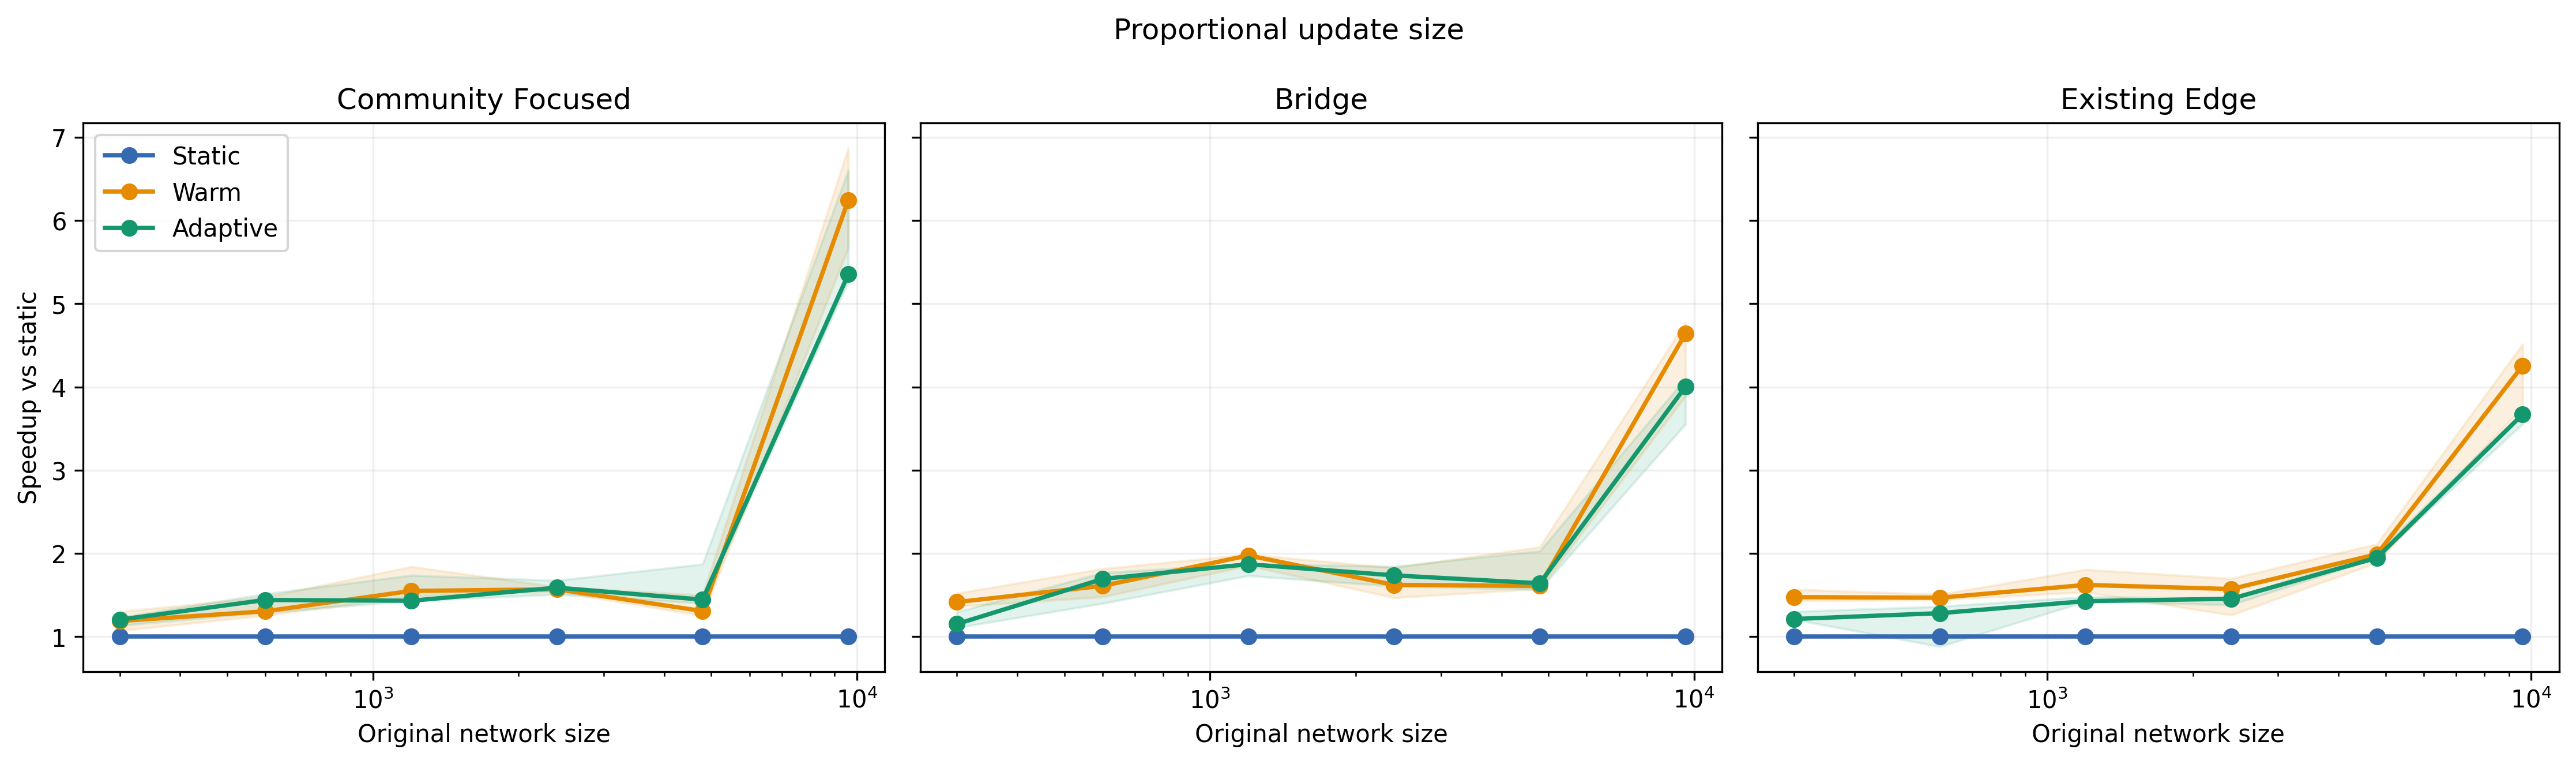 Proportional update size
Community Focused
Bridge
Existing Edge
7
6
5
4
3
2
1
Speedup vs static
Static
Warm
Adaptive
10³
10⁴
10³
10⁴
10³
10⁴
Original network size
Original network size
Original network size